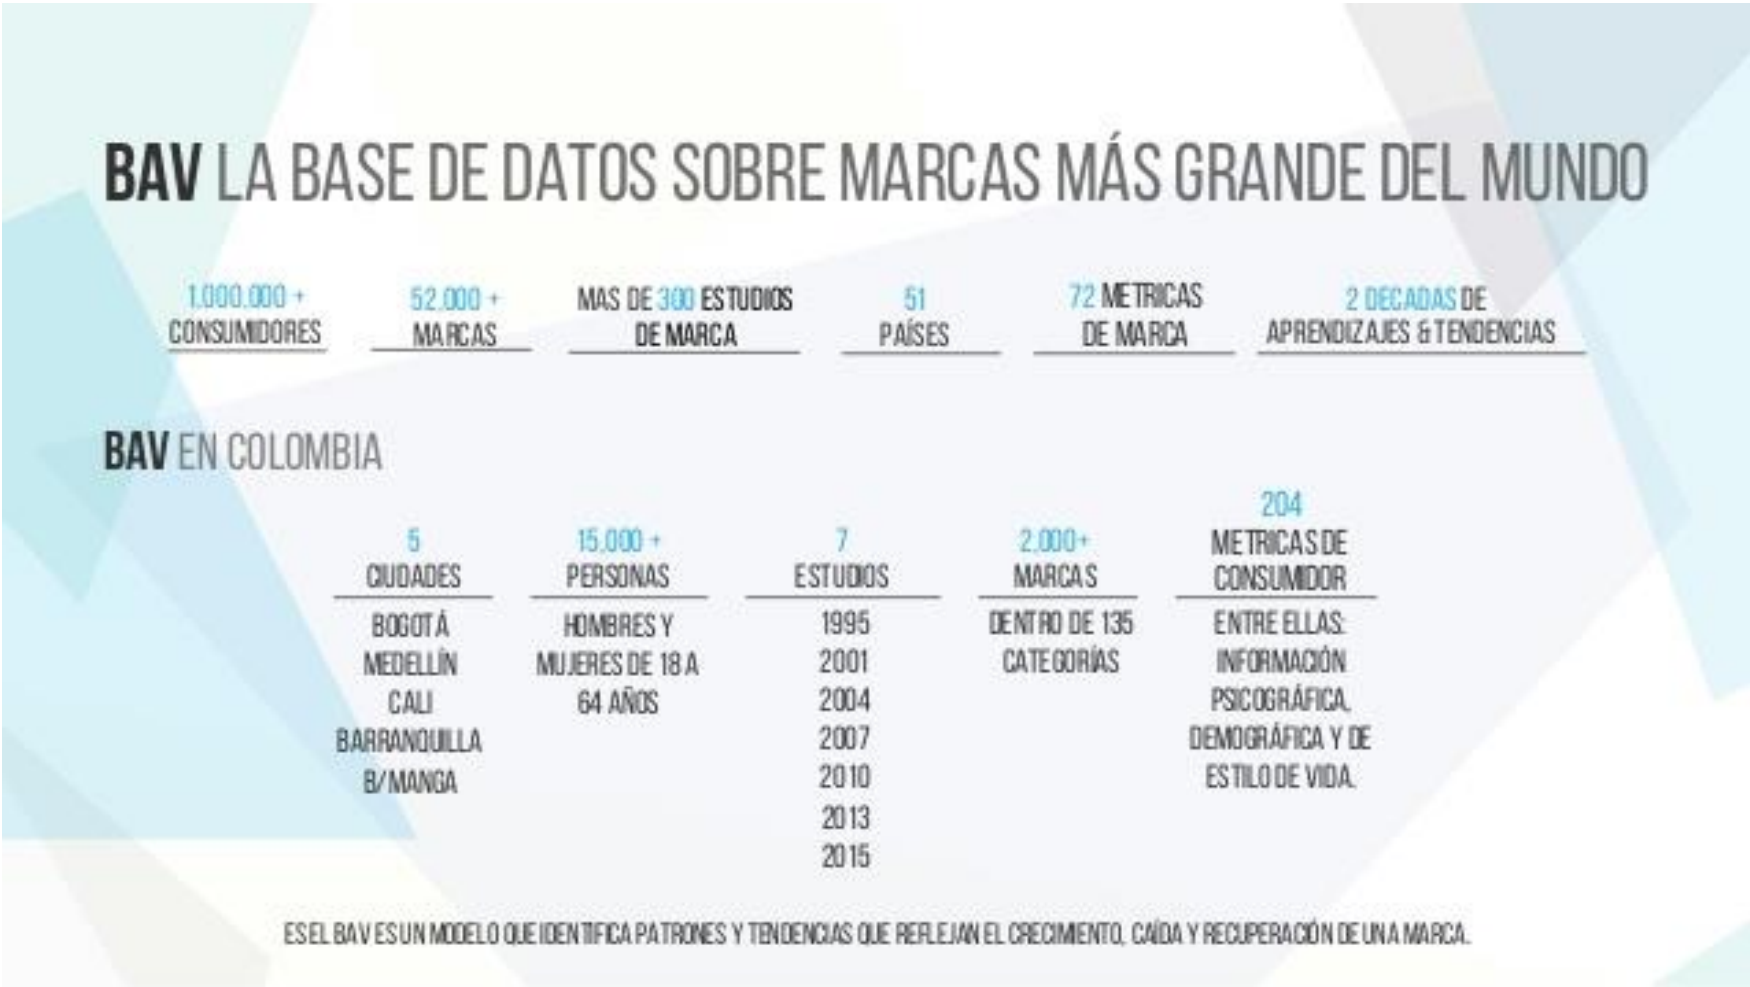 BAV LA BASE DE DATOS SOBRE MARCAS MÁS GRANDE DEL MUNDO
1.000.000 +
CONSUMIDORES
52.000 +
MARCAS
MAS DE 300 ESTUDIOS
DE MARCA
51
PAÍSES
72 METRICAS
DE MARCA
2 DECADAS DE
APRENDIZAJES & TENDENCIAS
BAV EN COLOMBIA
5
CIUDADES
BOGOTÁ
MEDELLÍN
CALI
BARRANQUILLA
B/MANGA
15.000 +
PERSONAS
HOMBRES Y
MUJERES DE 18 A
64 AÑOS
7
ESTUDIOS
1995
2001
2004
2007
2010
2013
2015
2.000+
MARCAS
DENTRO DE 135
CATEGORÍAS
204
METRICAS DE
CONSUMIDOR
ENTRE ELLAS:
INFORMACIÓN
PSICOGRÁFICA,
DEMOGRÁFICA Y DE
ESTILO DE VIDA.
ES EL BAV ES UN MODELO QUE IDENTIFICA PATRONES Y TENDENCIAS QUE REFLEJAN EL CRECIMIENTO, CAÍDA Y RECUPERACIÓN DE UNA MARCA.